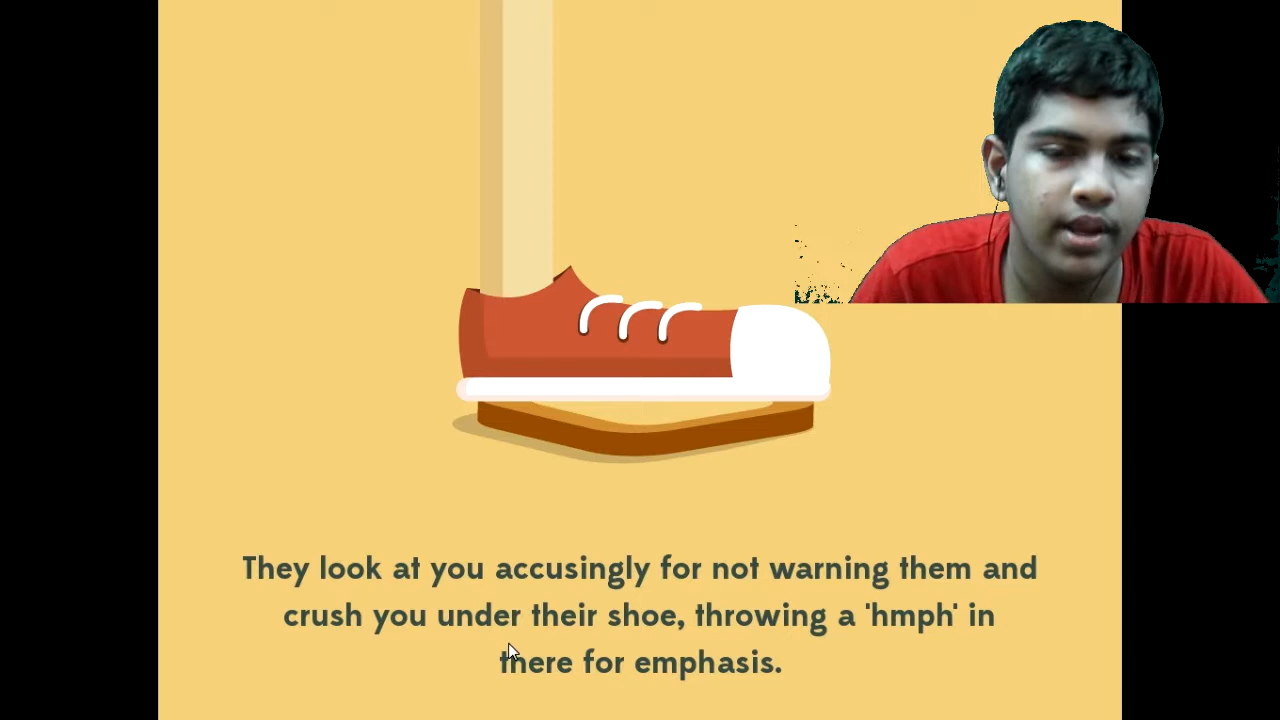 They look at you accusingly for not warning them and
crush you under their shoe, throwing a 'hmph' in
there for emphasis.